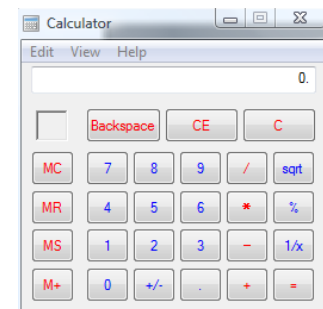 Calculator
Edit View Help
0.
Backspace CE C
MC 7 8 9 / sqrt
MR 4 5 6 * %
MS 1 2 3 - 1/x
M+ 0 +/- . + =